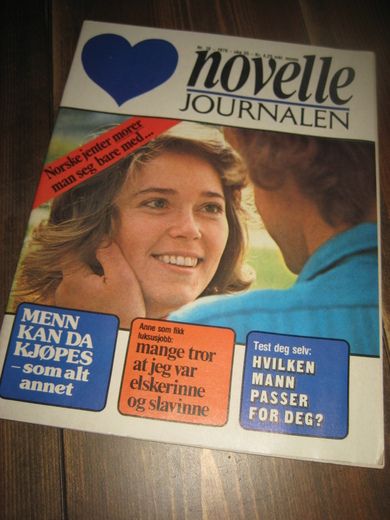 novelle
JOURNALEN
Norske jenter morer
man seg bare med...
MENN
KAN DA
KJØPES
- som alt
annet
Anne som fikk
luksusjobb:
mange tror
at jeg var
elskerinne
og slavinne
Test deg selv:
HVILKEN
MANN
PASSER
FOR DEG?